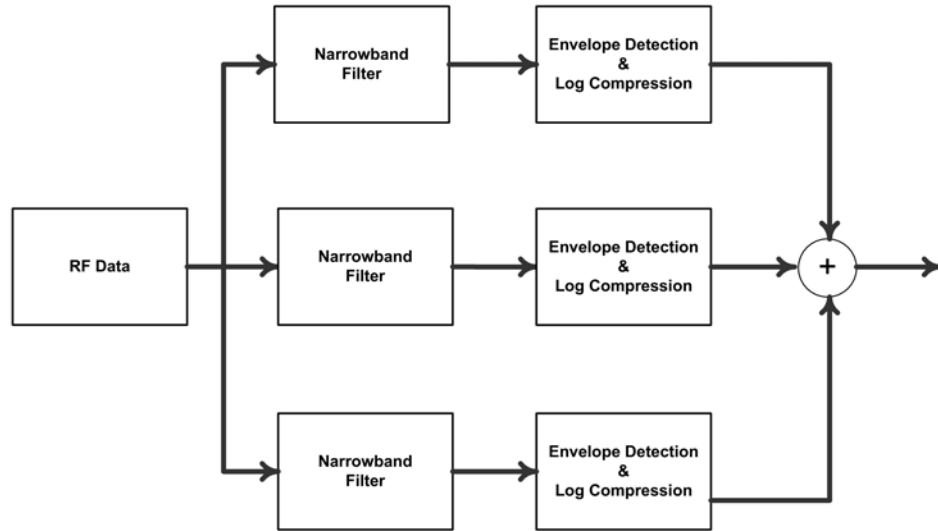 Narrowband
Filter
Envelope Detection
&
Log Compression
RF Data
Narrowband
Filter
Envelope Detection
&
Log Compression
+
Narrowband
Filter
Envelope Detection
&
Log Compression